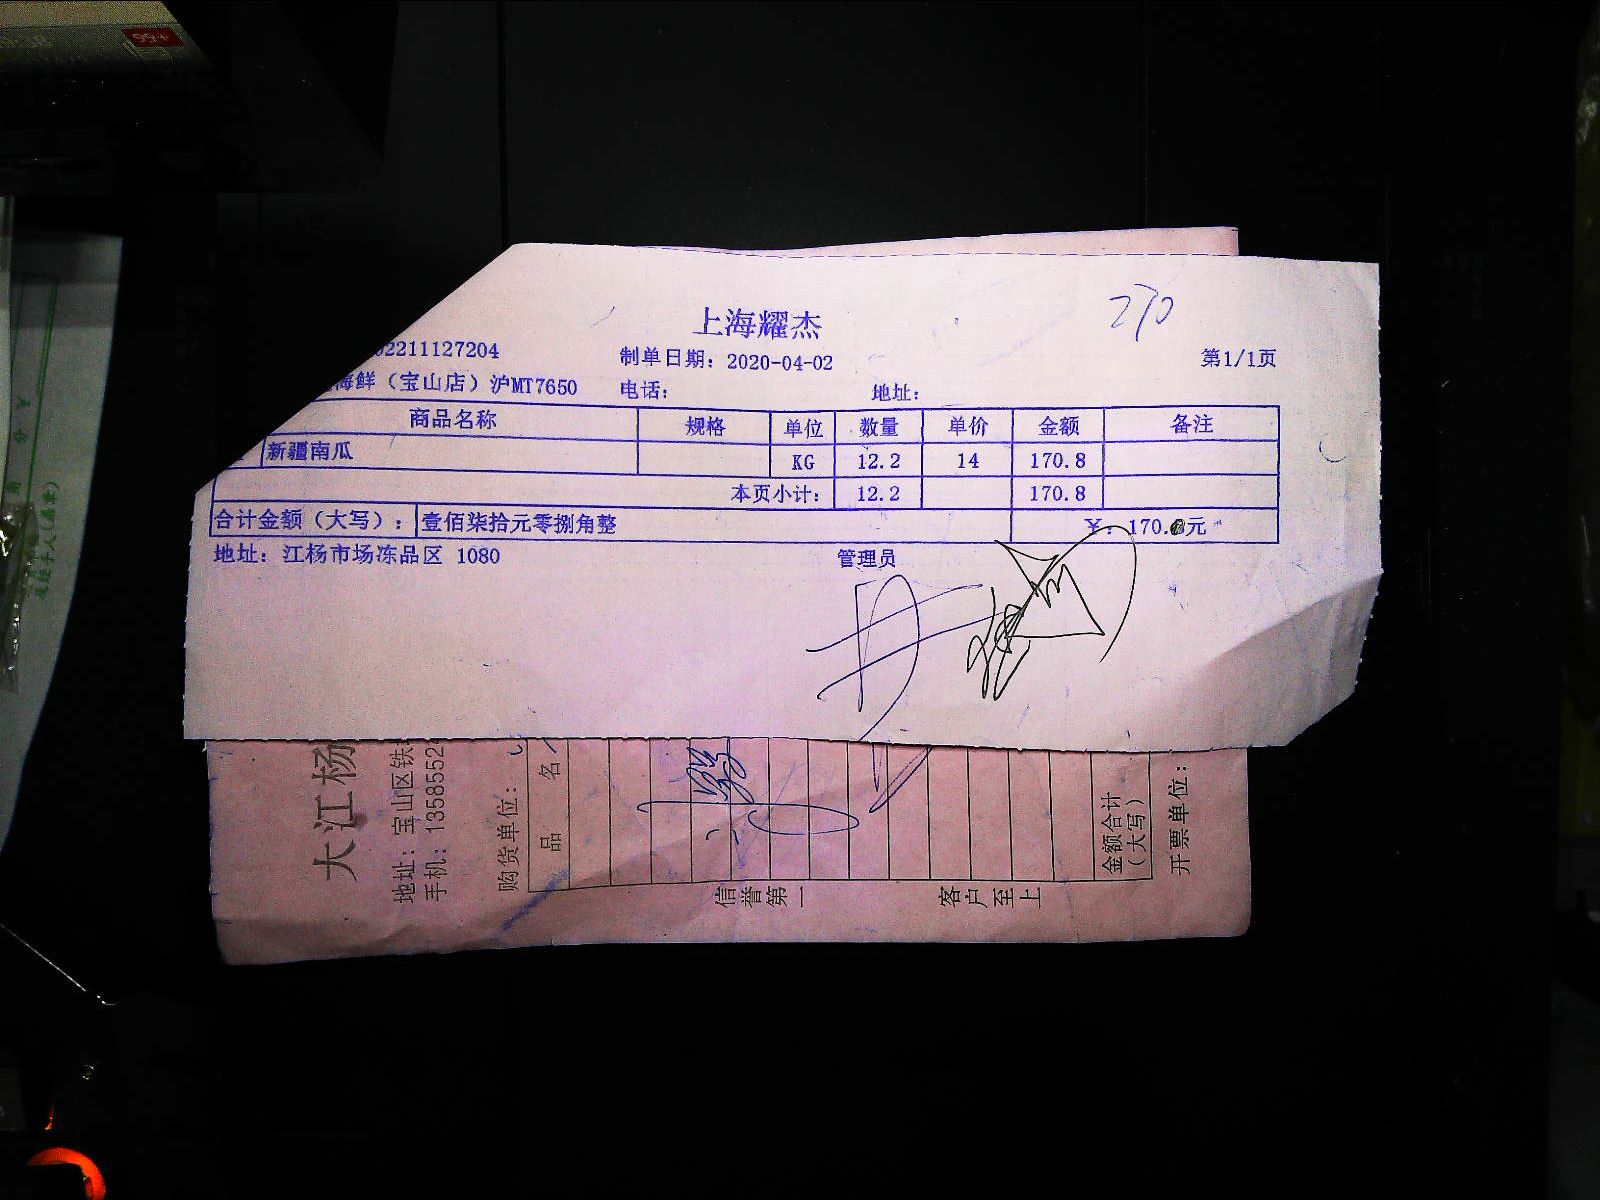 上海耀杰
270
02211127204 制单日期：2020-04-02 第1/1页
海鲜（宝山店）沪MT7650 电话： 地址：
商品名称 规格 单位 数量 单价 金额 备注
新疆南瓜 KG 12.2 14 170.8
本页小计： 12.2 170.8
合计金额（大写）： 壹佰柒拾元零捌角整 ¥：170.元
地址：江杨市场冻品区 1080 管理员
大江杨
地址：宝山区铁
手机：1358552
购货单位：
品名
金额合计
（大写）
开票单位：
信誉第一
客户至上
99+